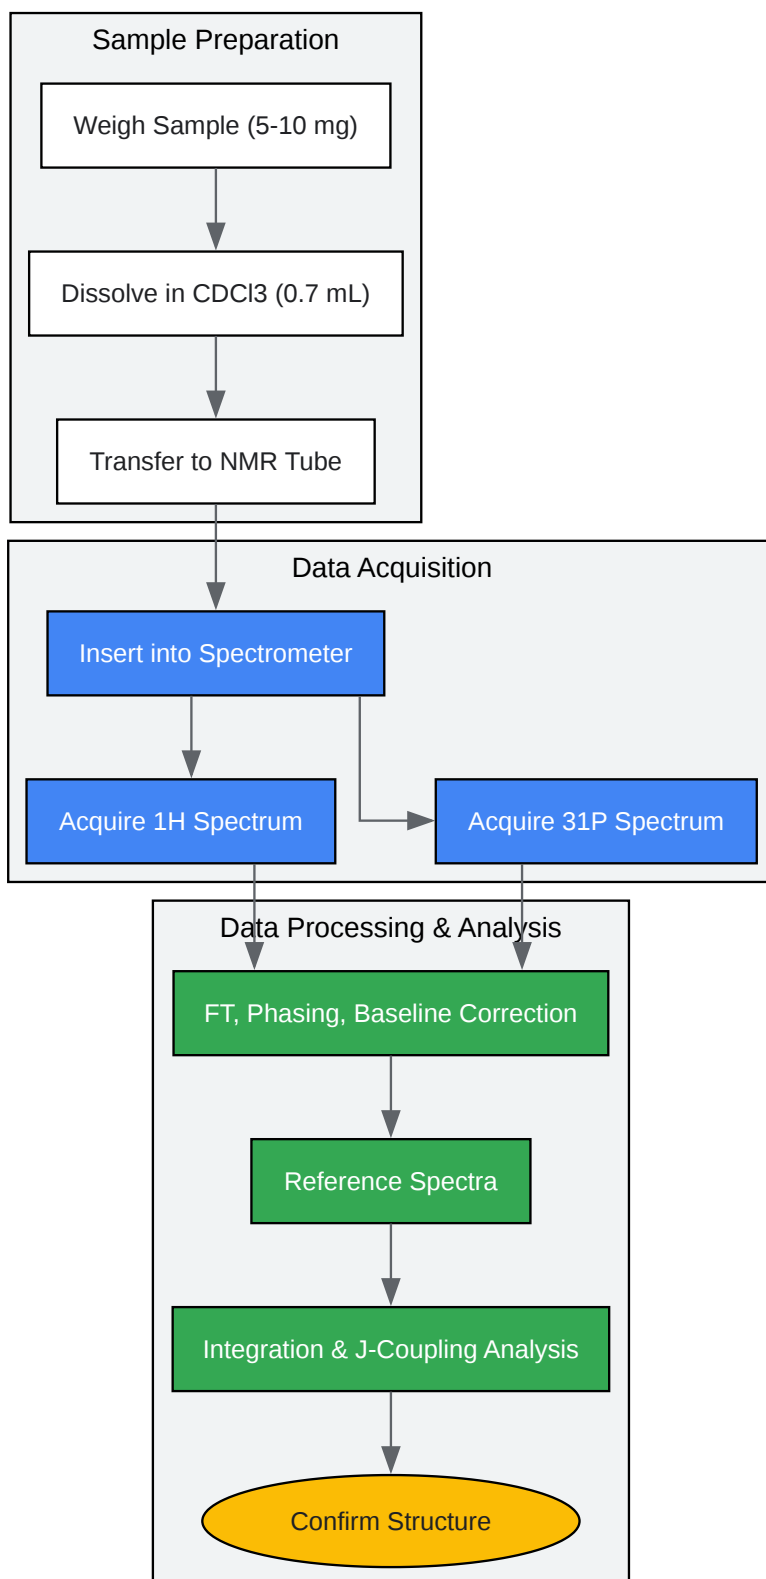 Sample Preparation
Weigh Sample (5-10 mg)
Dissolve in CDCl3 (0.7 mL)
Transfer to NMR Tube
Data Acquisition
Insert into Spectrometer
Acquire 1H Spectrum
Acquire 31P Spectrum
Data Processing & Analysis
FT, Phasing, Baseline Correction
Reference Spectra
Integration & J-Coupling Analysis
Confirm Structure